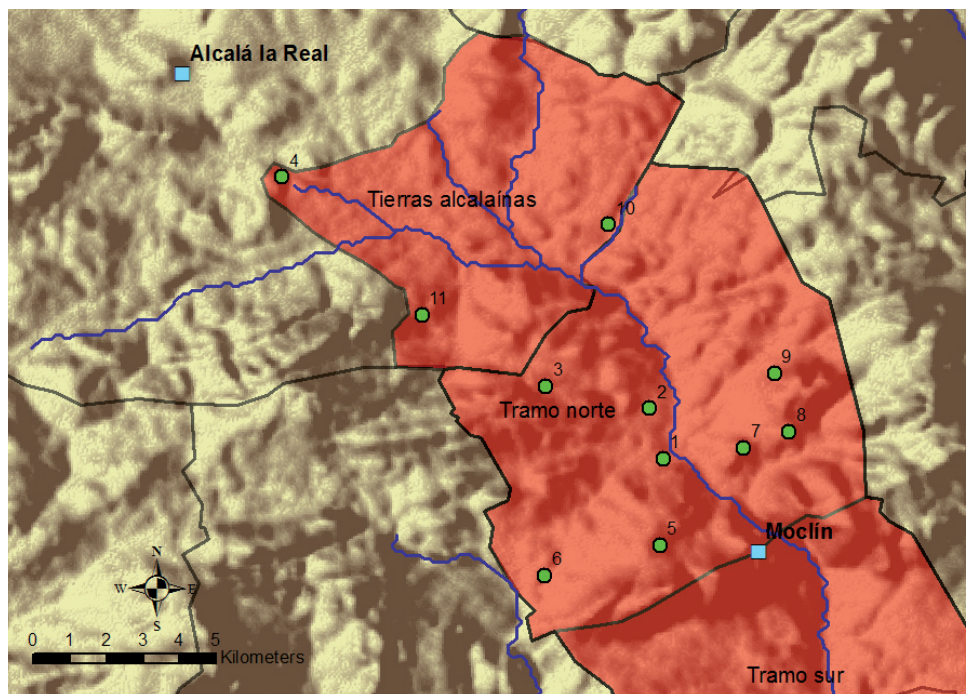 Alcalá la Real
4
Tierras alcalaínas
10
11
3
9
2
Tramo norte
8
1
7
Moclín
5
6
N
W
E
S
0 1 2 3 4 5
Kilometers
Tramo sur